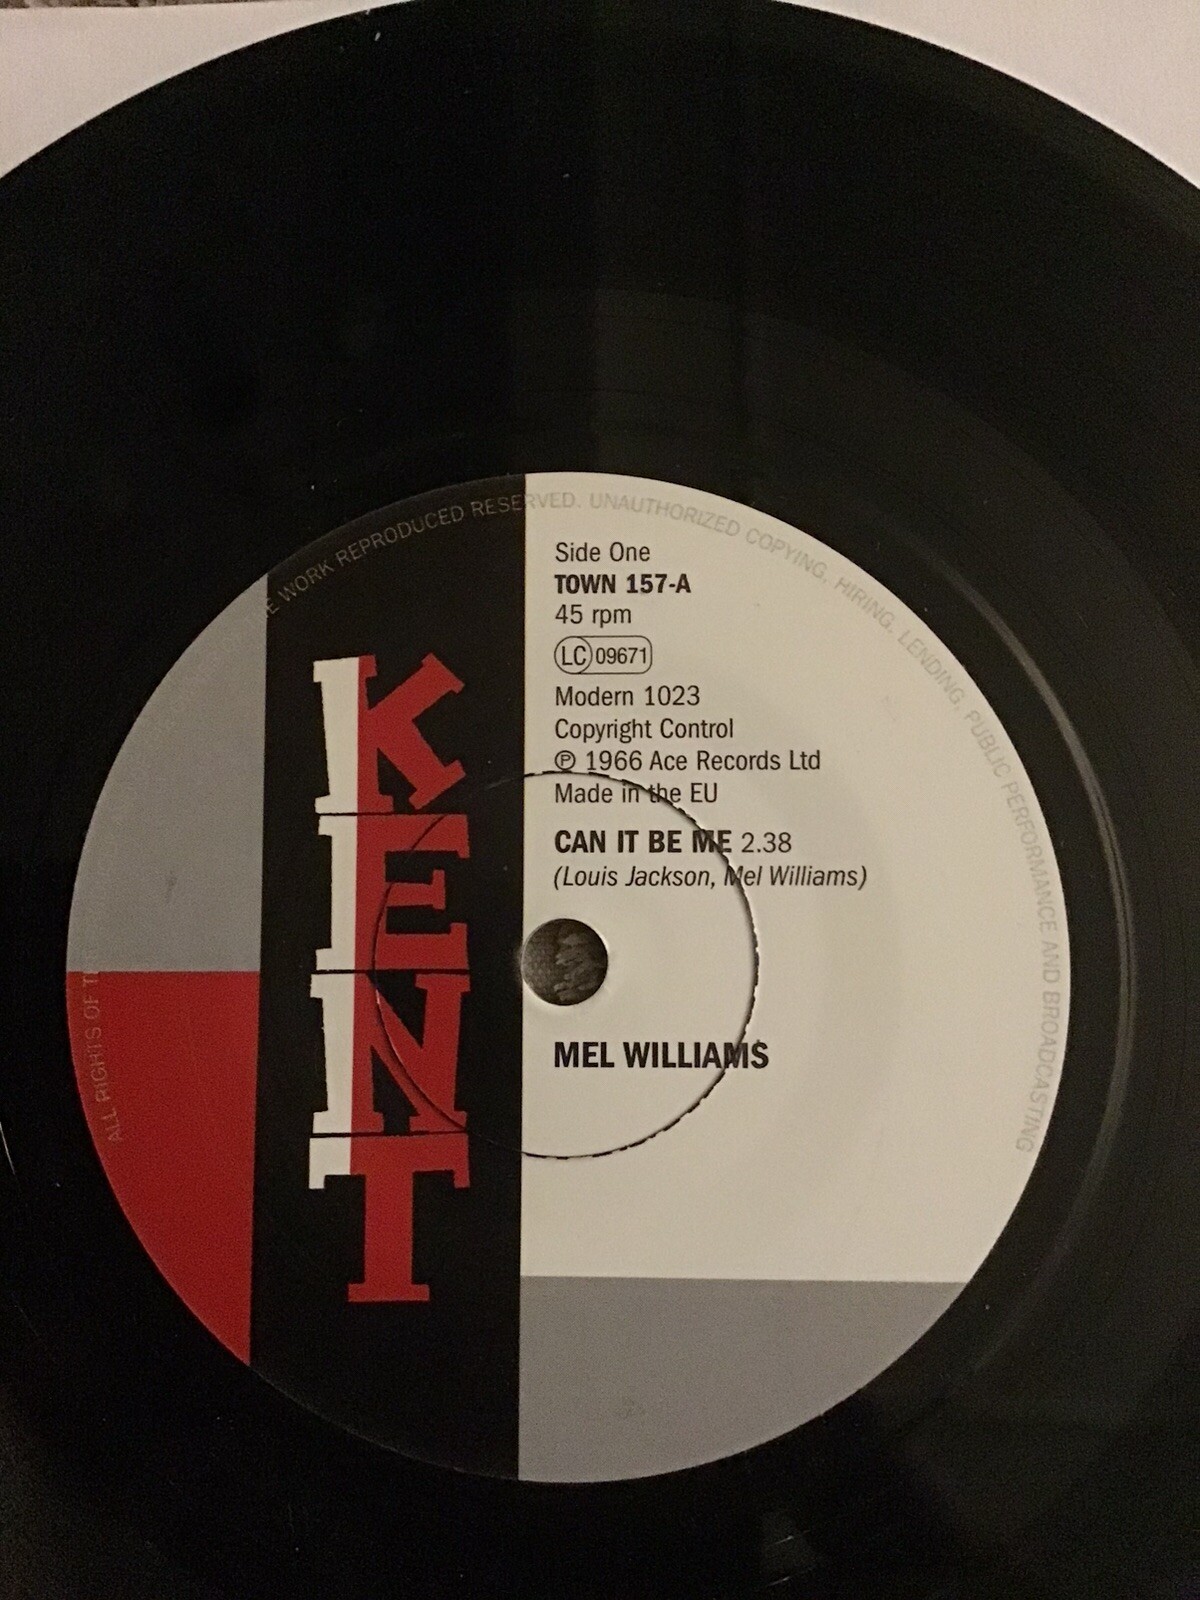 KENT
Side One
TOWN 157-A
45 rpm
LC 09671
Modern 1023
Copyright Control
℗ 1966 Ace Records Ltd
Made in the EU
CAN IT BE ME 2.38
(Louis Jackson, Mel Williams)
MEL WILLIAMS
ALL RIGHTS OF WORK REPRODUCED RESERVED. UNAUTHORIZED COPYING, HIRING, LENDING, PUBLIC PERFORMANCE AND BROADCASTING